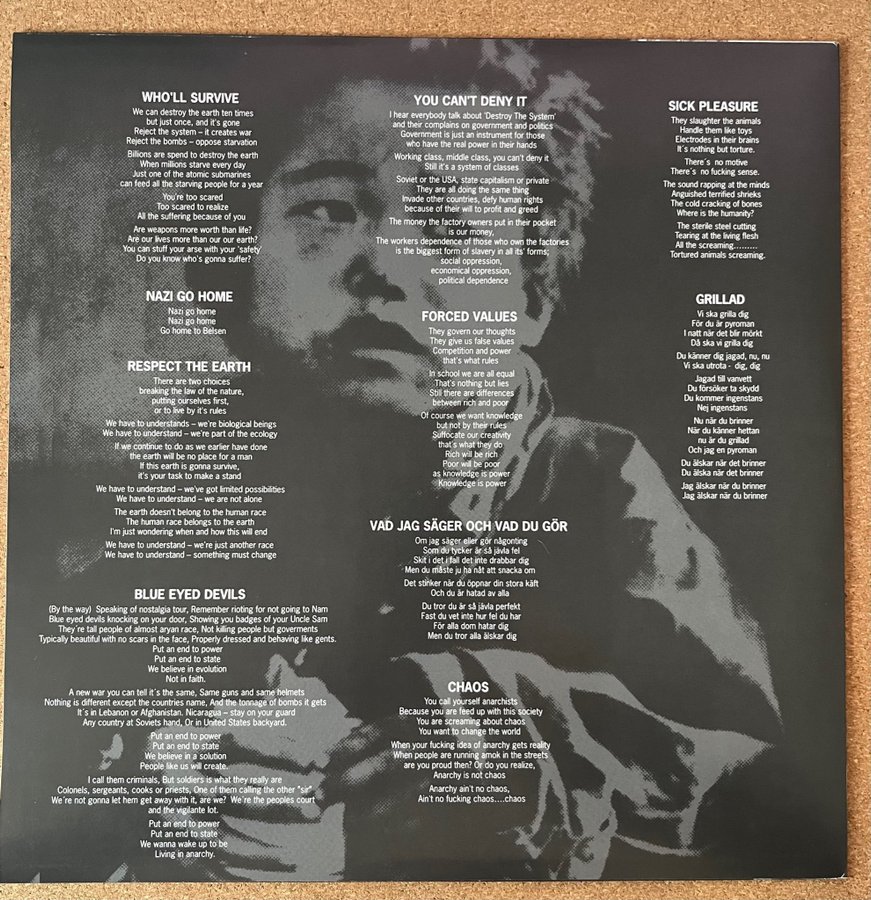 WHO'LL SURVIVE
We can destroy the earth ten times
but just once, and it's gone
Reject the system – it creates war
Reject the bombs – oppose starvation
Billions are spend to destroy the earth
When millions starve every day
Just one of the atomic submarines
can feed all the starving people for a year
You're too scared
Too scared to realize
All the suffering because of you
Are weapons more worth than life?
Are our lives more than our our earth?
You can stuff your arse with your 'safety'
Do you know who's gonna suffer?
NAZI GO HOME
Nazi go home
Nazi go home
Go home to Belsen
RESPECT THE EARTH
There are two choices
breaking the law of the nature,
putting ourselves first,
or to live by it's rules
We have to understands – we're biological beings
We have to understand – we're part of the ecology
If we continue to do as we earlier have done
the earth will be no place for a man
If this earth is gonna survive,
it's your task to make a stand
We have to understand – we've got limited possibilities
We have to understand – we are not alone
The earth doesn't belong to the human race
The human race belongs to the earth
I'm just wondering when and how this will end
We have to understand – we're just another race
We have to understand – something must change
BLUE EYED DEVILS
(By the way) Speaking of nostalgia tour, Remember rioting for not going to Nam
Blue eyed devils knocking on your door, Showing you badges of your Uncle Sam
They´re tall people of almost aryan race, Not killing people but goverments
Typically beautiful with no scars in the face, Properly dressed and behaving like gents.
Put an end to power
Put an end to state
We believe in evolution
Not in faith.
A new war you can tell it´s the same, Same guns and same helmets
Nothing is different except the countries name, And the tonnage of bombs it gets
It´s in Lebanon or Afghanistan. Nicaragua – stay on your guard
Any country at Soviets hand, Or in United States backyard.
Put an end to power
Put an end to state
We believe in a solution
People like us will create.
I call them criminals, But soldiers is what they really are
Colonels, sergeants, cooks or priests, One of them calling the other "sir"
We´re not gonna let hem get away with it, are we? We´re the peoples court
and the vigilante lot.
Put an end to power
Put an end to state
We wanna wake up to be
Living in anarchy.
YOU CAN'T DENY IT
I hear everybody talk about 'Destroy The System'
and their complains on government and politics
Government is just an instrument for those
who have the real power in their hands
Working class, middle class, you can't deny it
Still it's a system of classes
Soviet or the USA, state capitalism or private
They are all doing the same thing
Invade other countries, defy human rights
because of their will to profit and greed
The money the factory owners put in their pocket
is our money,
The workers dependence of those who own the factories
is the biggest form of slavery in all its' forms;
social oppression,
economical oppression,
political dependence
FORCED VALUES
They govern our thoughts
They give us false values
Competition and power
that's what rules
In school we are all equal
That's nothing but lies
Still there are differences
between rich and poor
Of course we want knowledge
but not by their rules
Suffocate our creativity
that's what they do
Rich will be rich
Poor will be poor
as knowledge is power
Knowledge is power
VAD JAG SÄGER OCH VAD DU GÖR
Om jag säger eller gör någonting
Som du tycker är så jävla fel
Skit i det i fall det inte drabbar dig
Men du måste ju ha nåt att snacka om
Det stinker när du öppnar din stora käft
Och du är hatad av alla
Du tror du är så jävla perfekt
Fast du vet inte hur fel du har
För alla dom hatar dig
Men du tror alla älskar dig
CHAOS
You call yourself anarchists
Because you are feed up with this society
You are screaming about chaos
You want to change the world
When your fucking idea of anarchy gets reality
When people are running amok in the streets
are you proud then? Or do you realize,
Anarchy is not chaos
Anarchy ain't no chaos,
Ain't no fucking chaos....chaos
SICK PLEASURE
They slaughter the animals
Handle them like toys
Electrodes in their brains
It´s nothing but torture.
There´s no motive
There´s no fucking sense.
The sound rapping at the minds
Anguished terrified shrieks
The cold cracking of bones
Where is the humanity?
The sterile steel cutting
Tearing at the living flesh
All the screaming.........
Tortured animals screaming.
GRILLAD
Vi ska grilla dig
För du är pyroman
I natt när det blir mörkt
Då ska vi grilla dig
Du känner dig jagad, nu, nu
Vi ska utrota - dig, dig
Jagad till vanvett
Du försöker ta skydd
Du kommer ingenstans
Nej ingenstans
Nu när du brinner
När du känner hettan
nu är du grillad
Och jag en pyroman
Du älskar när det brinner
Du älska när det brinner
Jag älskar när du brinner
Jag älskar när du brinner